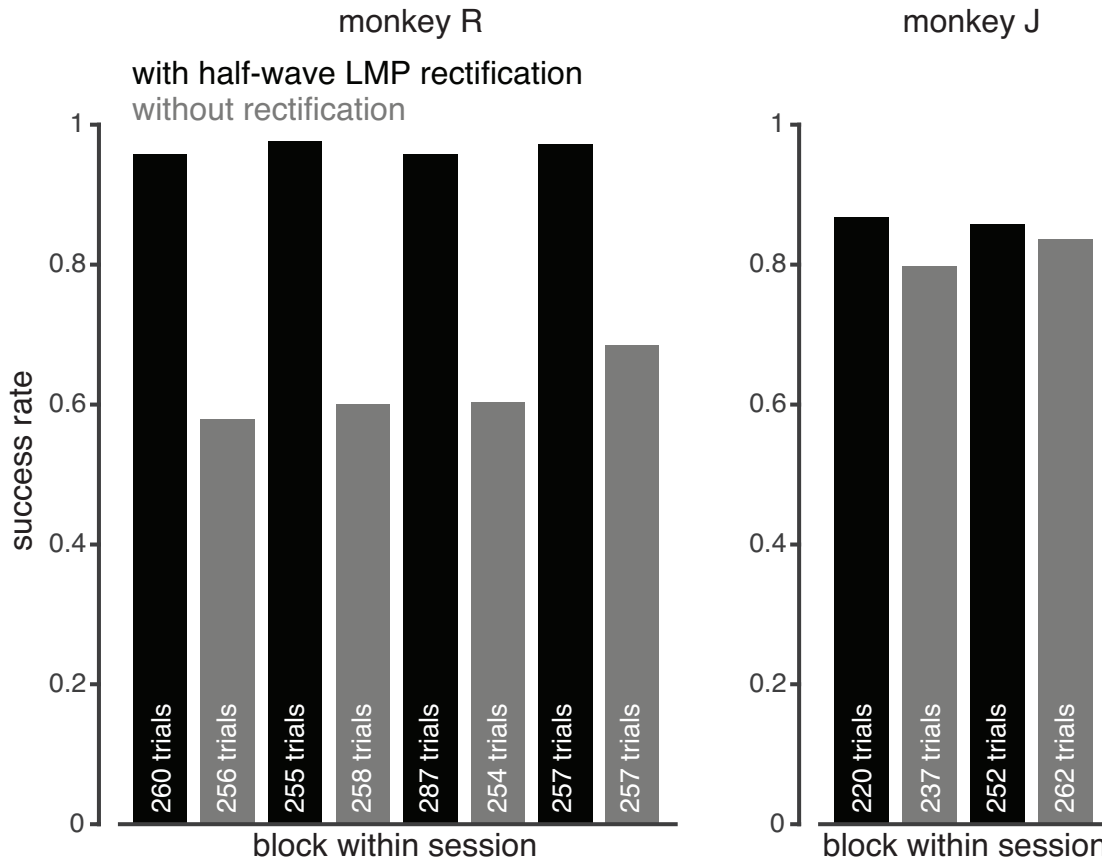 monkey R
with half-wave LMP rectification
without rectification
success rate
1
0.8
0.6
0.4
0.2
0
260 trials
256 trials
255 trials
258 trials
287 trials
254 trials
257 trials
257 trials
block within session
monkey J
1
0.8
0.6
0.4
0.2
0
220 trials
237 trials
252 trials
262 trials
block within session